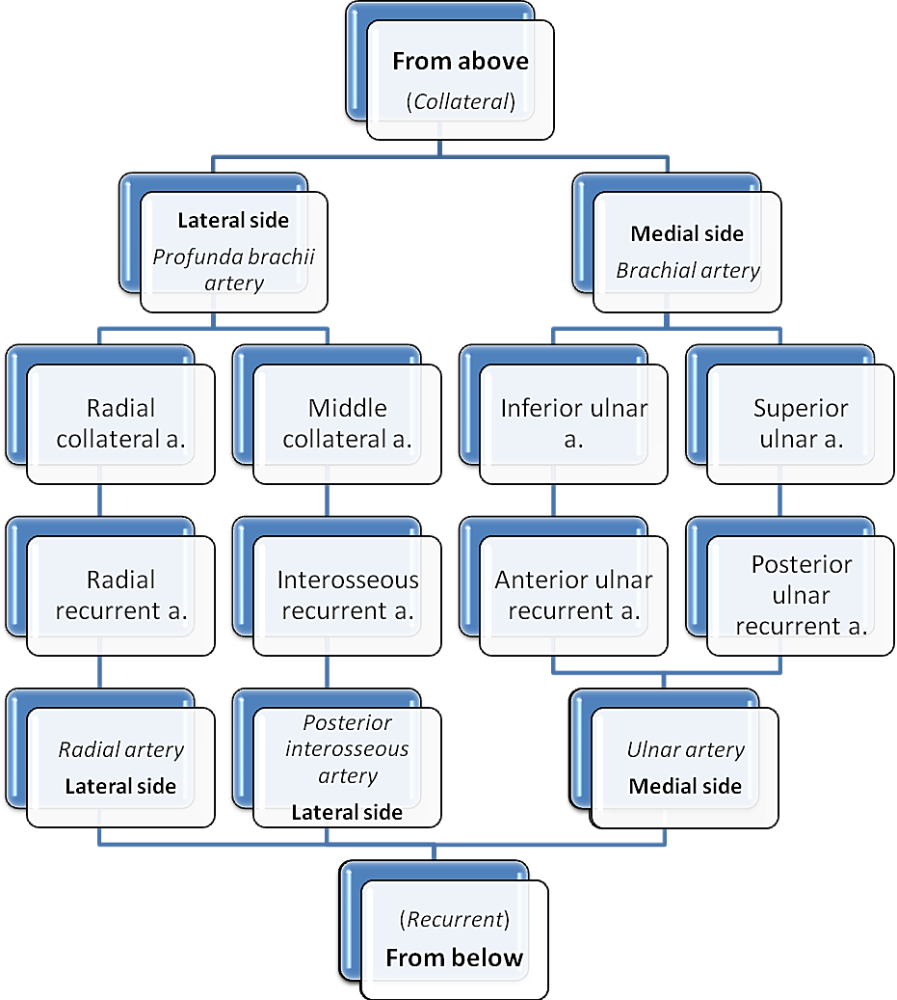 From above
(Collateral)
Lateral side
Profunda brachii
artery
Medial side
Brachial artery
Radial
collateral a.
Middle
collateral a.
Inferior ulnar
a.
Superior
ulnar a.
Radial
recurrent a.
Interosseous
recurrent a.
Anterior ulnar
recurrent a.
Posterior
ulnar
recurrent a.
Radial artery
Lateral side
Posterior
interosseous
artery
Lateral side
Ulnar artery
Medial side
(Recurrent)
From below